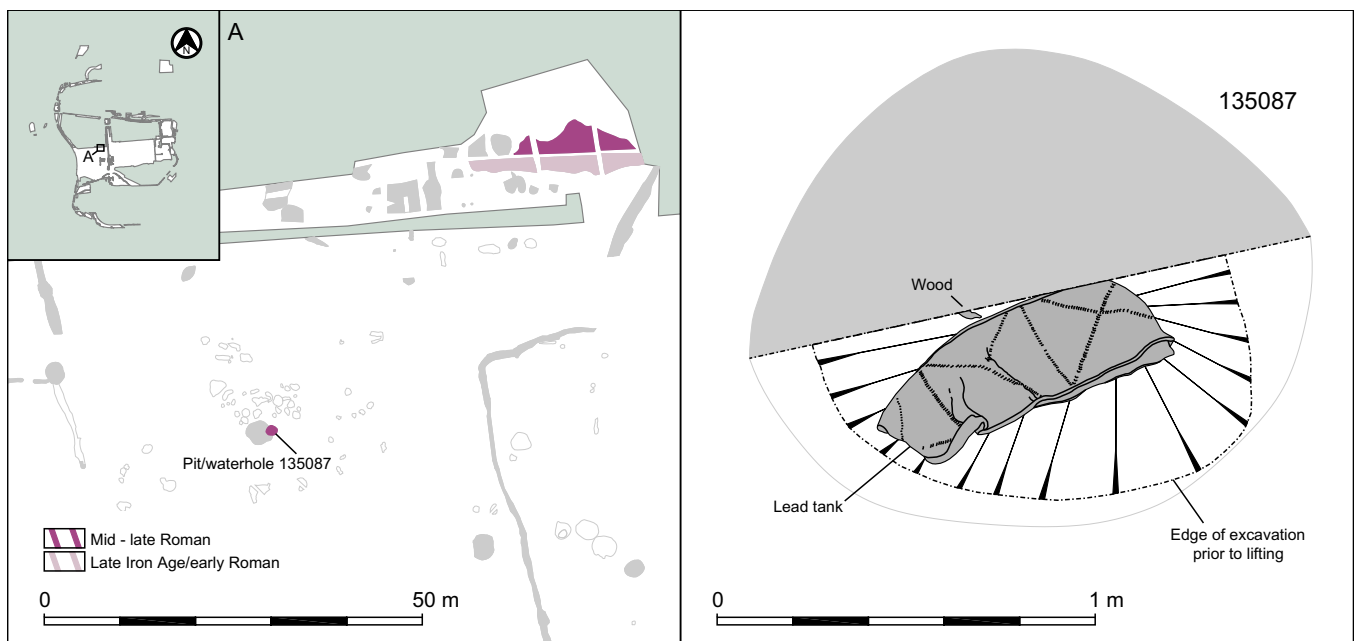 N
A
A
Pit/waterhole 135087
Mid - late Roman
Late Iron Age/early Roman
0
50 m
135087
Wood
Lead tank
Edge of excavation
prior to lifting
0
1 m